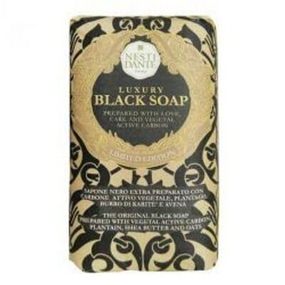 NESTI
DANTE
LUXURY
BLACK SOAP
PREPARED WITH LOVE,
CARE AND VEGETAL
ACTIVE CARBON
LIMITED EDITION
SAPONE NERO EXTRA PREPARATO CON
CARBONE ATTIVO VEGETALE, PLANTAGO,
BURRO DI KARITE' E AVENA
THE ORIGINAL BLACK SOAP
PREPARED WITH VEGETAL ACTIVE CARBON,
PLANTAIN, SHEA BUTTER AND OATS